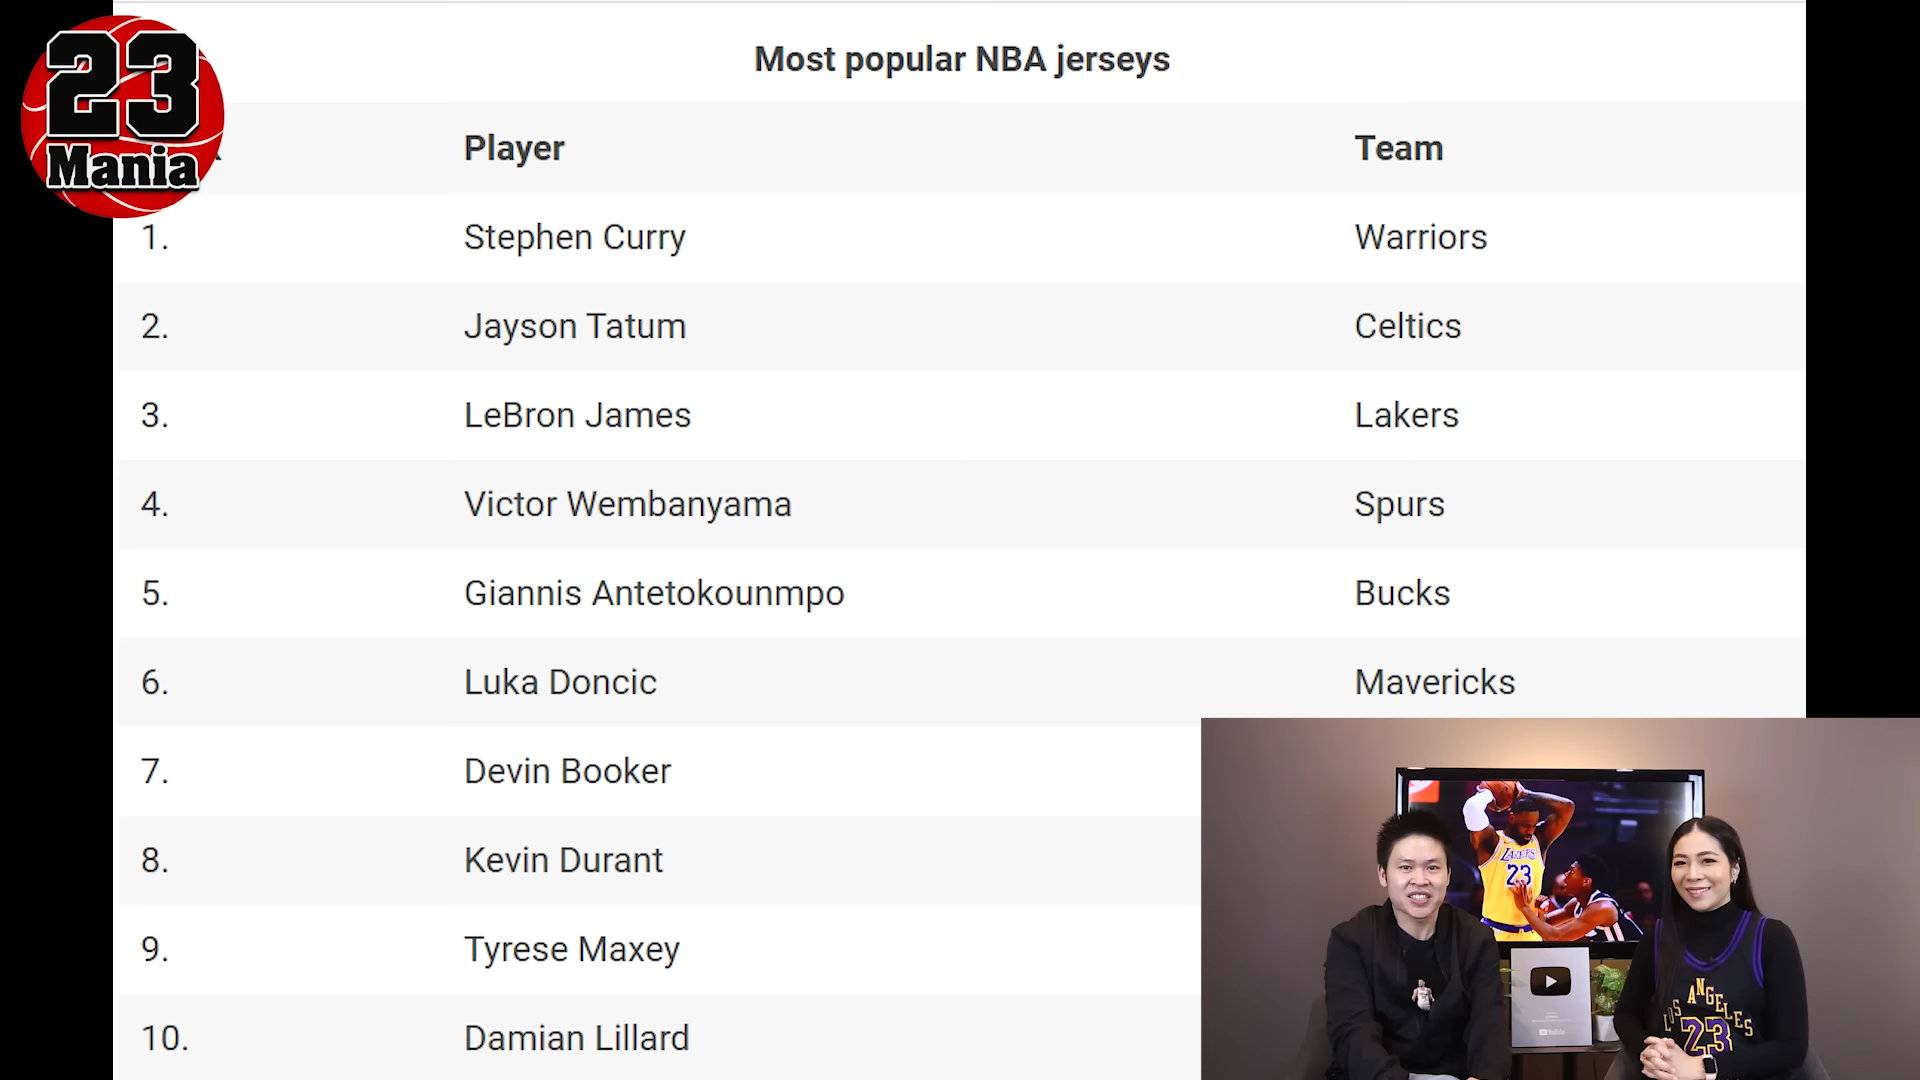 23
Mania
Most popular NBA jerseys
Player Team
1. Stephen Curry Warriors
2. Jayson Tatum Celtics
3. LeBron James Lakers
4. Victor Wembanyama Spurs
5. Giannis Antetokounmpo Bucks
6. Luka Doncic Mavericks
7. Devin Booker
8. Kevin Durant
9. Tyrese Maxey
10. Damian Lillard
LAKERS
23
YouTube
LOS ANGELES
23